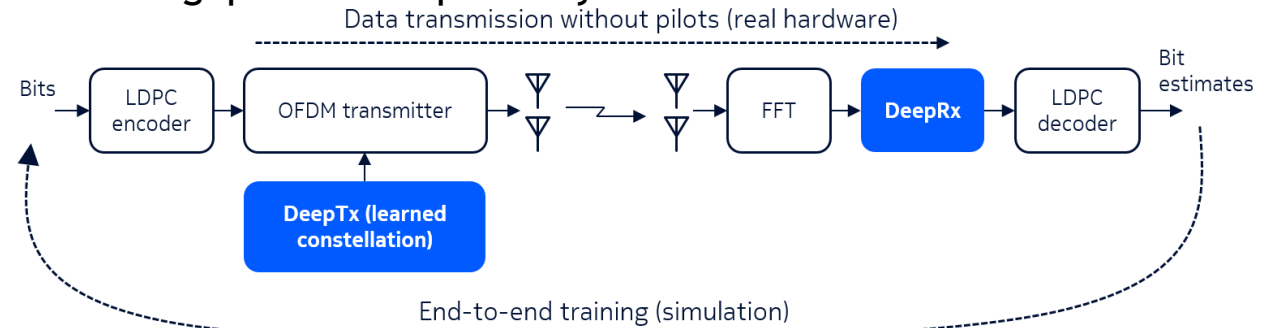 Data transmission without pilots (real hardware)
Bits
LDPC
encoder
OFDM transmitter
FFT
DeepRx
LDPC
decoder
Bit
estimates
DeepTx (learned
constellation)
End-to-end training (simulation)